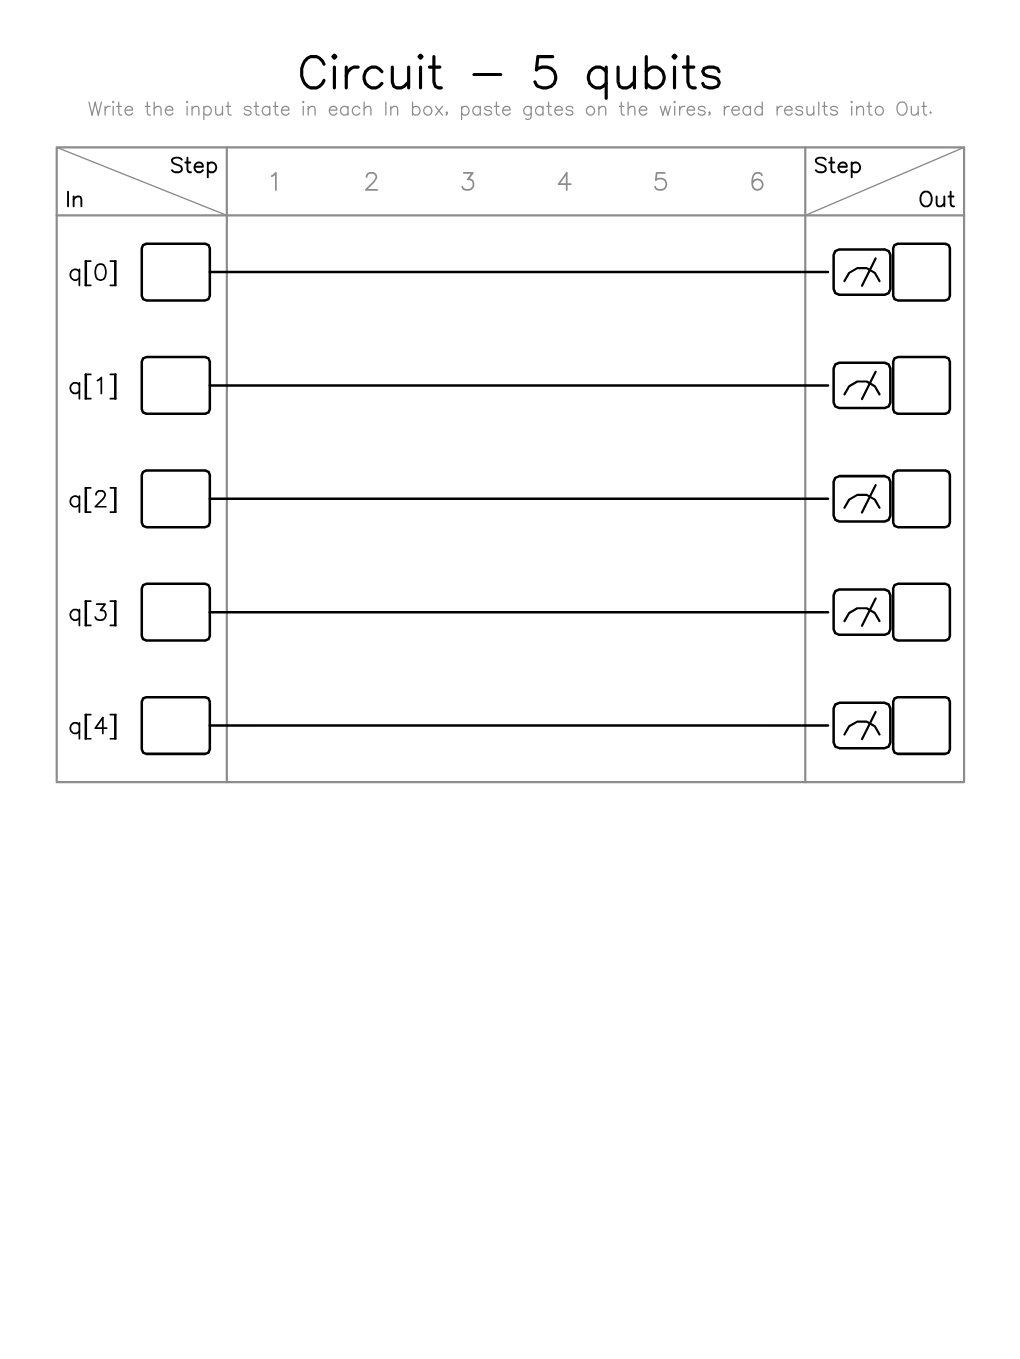 Circuit – 5 qubits
Write the input state in each In box, paste gates on the wires, read results into Out.
Step
In
1 2 3 4 5 6
Step
Out
q[0]
q[1]
q[2]
q[3]
q[4]